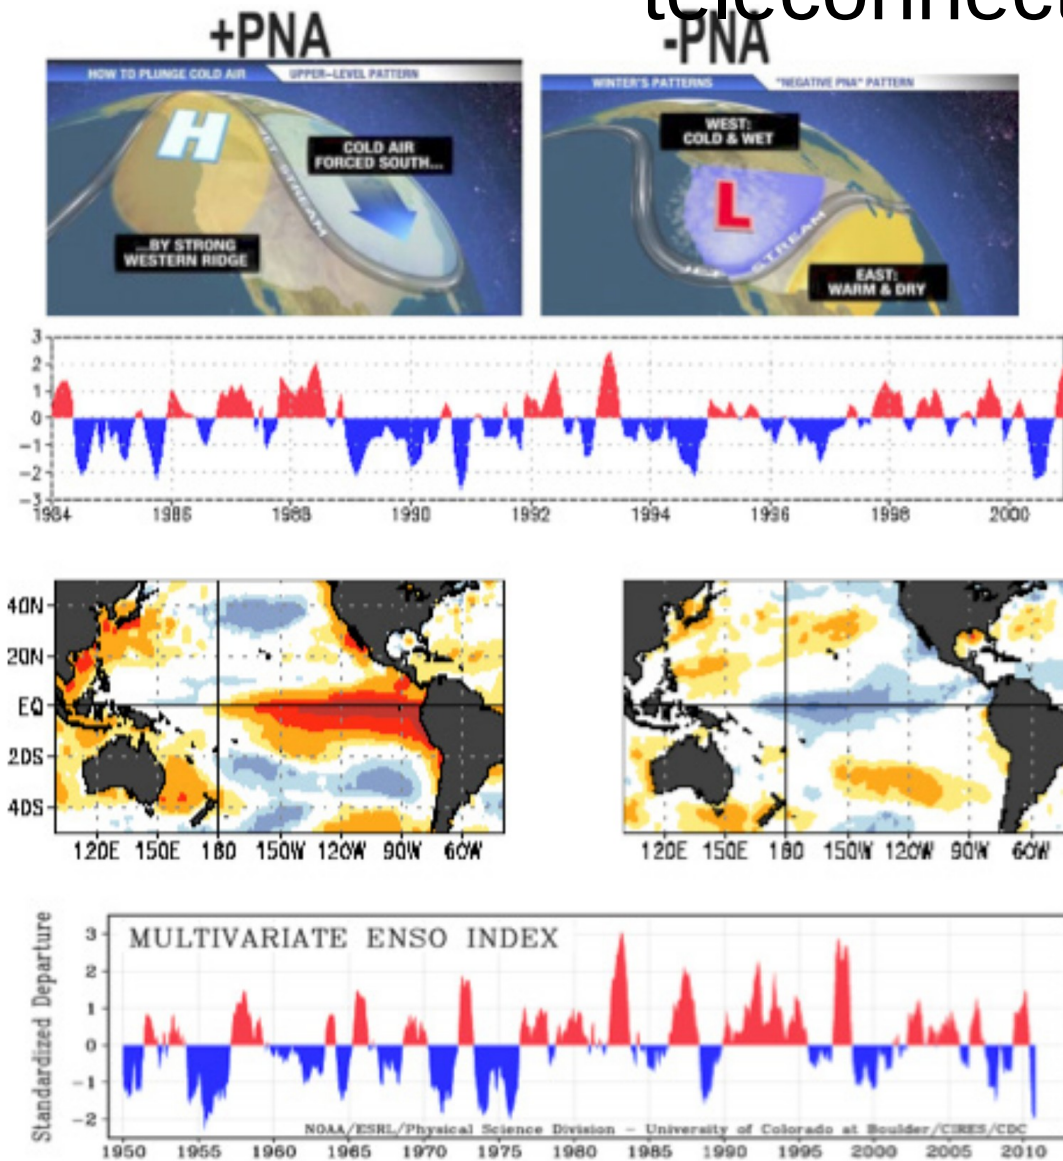 teleconnect
+PNA
-PNA
HOW TO PLUNGE COLD AIR
UPPER-LEVEL PATTERN
H
JET STREAM
COLD AIR
FORCED SOUTH...
...BY STRONG
WESTERN RIDGE
WINTER'S PATTERNS
"NEGATIVE PNA" PATTERN
WEST:
COLD & WET
L
JET STREAM
EAST:
WARM & DRY
3
2
1
0
-1
-2
-3
1984 1986 1988 1990 1992 1994 1996 1998 2000
40N
20N
EQ
20S
40S
120E 150E 180 150W 120W 90W 60W
120E 150E 180 150W 120W 90W 60W
MULTIVARIATE ENSO INDEX
Standardized Departure
3
2
1
0
-1
-2
NOAA/ESRL/Physical Science Division - University of Colorado at Boulder/CIRES/CDC
1950 1955 1960 1965 1970 1975 1980 1985 1990 1995 2000 2005 2010